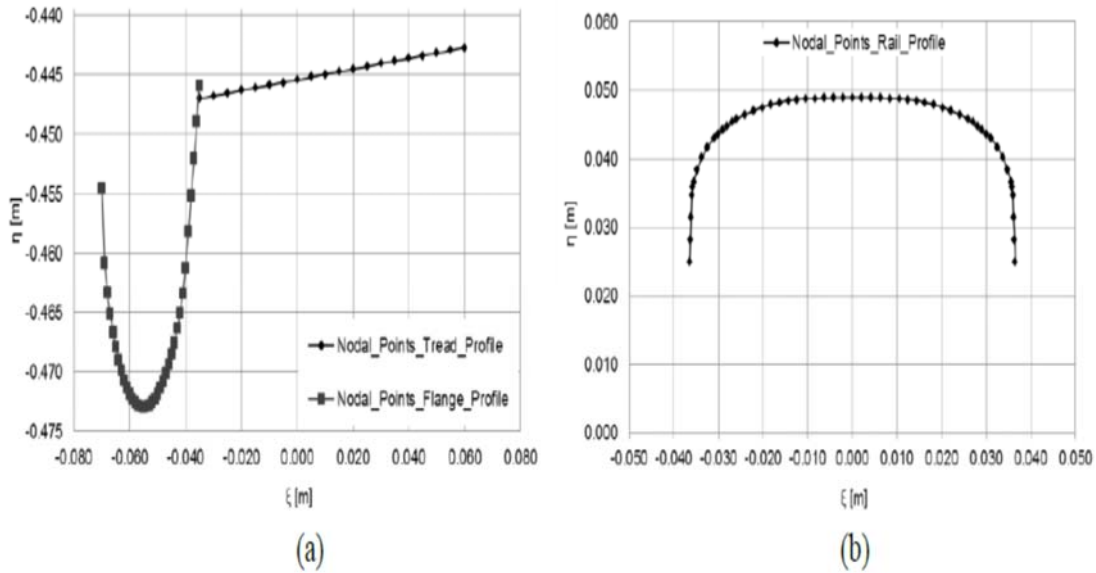 -0.440
-0.445
-0.450
-0.455
-0.460
-0.465
-0.470
-0.475
η [m]
Nodal_Points_Tread_Profile
Nodal_Points_Flange_Profile
-0.080 -0.060 -0.040 -0.020 0.000 0.020 0.040 0.060 0.080
ξ [m]
(a)
0.060
0.050
0.040
0.030
0.020
0.010
0.000
η [m]
Nodal_Points_Rail_Profile
-0.050 -0.040 -0.030 -0.020 -0.010 0.000 0.010 0.020 0.030 0.040 0.050
ξ [m]
(b)